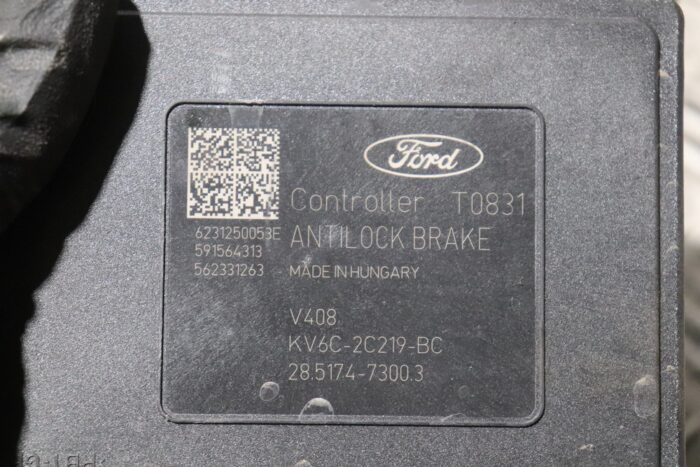 Ford
Controller T0831
6231250053E
ANTILOCK BRAKE
591564313
562331263
MADE IN HUNGARY
V408
KV6C-2C219-BC
28.5174-7300.3